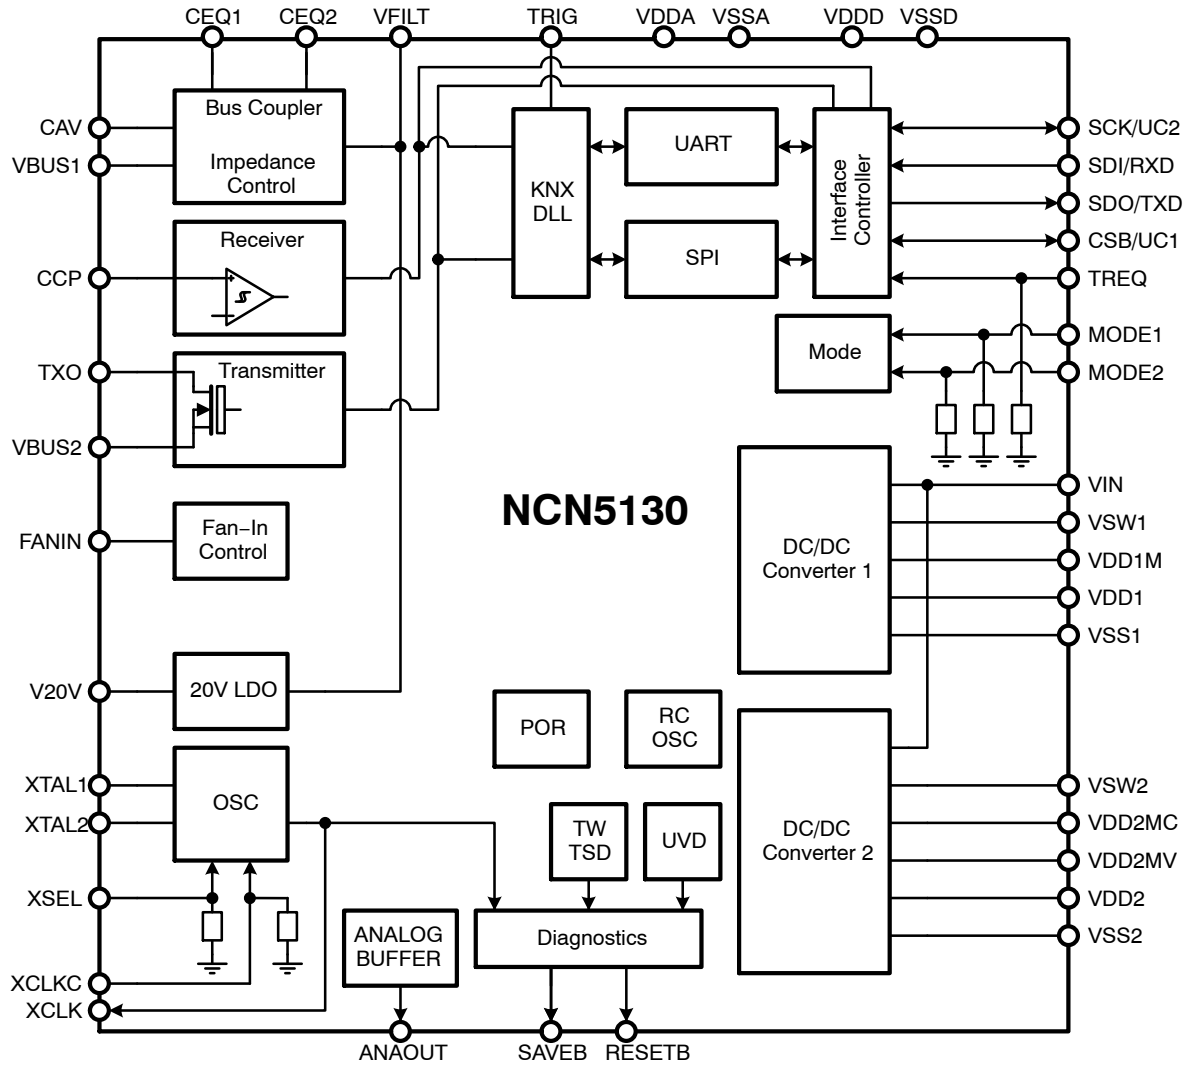 CEQ1 CEQ2 VFILT TRIG VDDA VSSA VDDD VSSD
CAV
VBUS1
CCP
TXO
VBUS2
FANIN
V20V
XTAL1
XTAL2
XSEL
XCLKC
XCLK
Bus Coupler
Impedance
Control
Receiver
Transmitter
Fan−In
Control
20V LDO
OSC
KNX
DLL
UART
SPI
Interface
Controller
Mode
NCN5130
DC/DC
Converter 1
DC/DC
Converter 2
POR
RC
OSC
TW
TSD
UVD
ANALOG
BUFFER
Diagnostics
SCK/UC2
SDI/RXD
SDO/TXD
CSB/UC1
TREQ
MODE1
MODE2
VIN
VSW1
VDD1M
VDD1
VSS1
VSW2
VDD2MC
VDD2MV
VDD2
VSS2
ANAOUT SAVEB RESETB